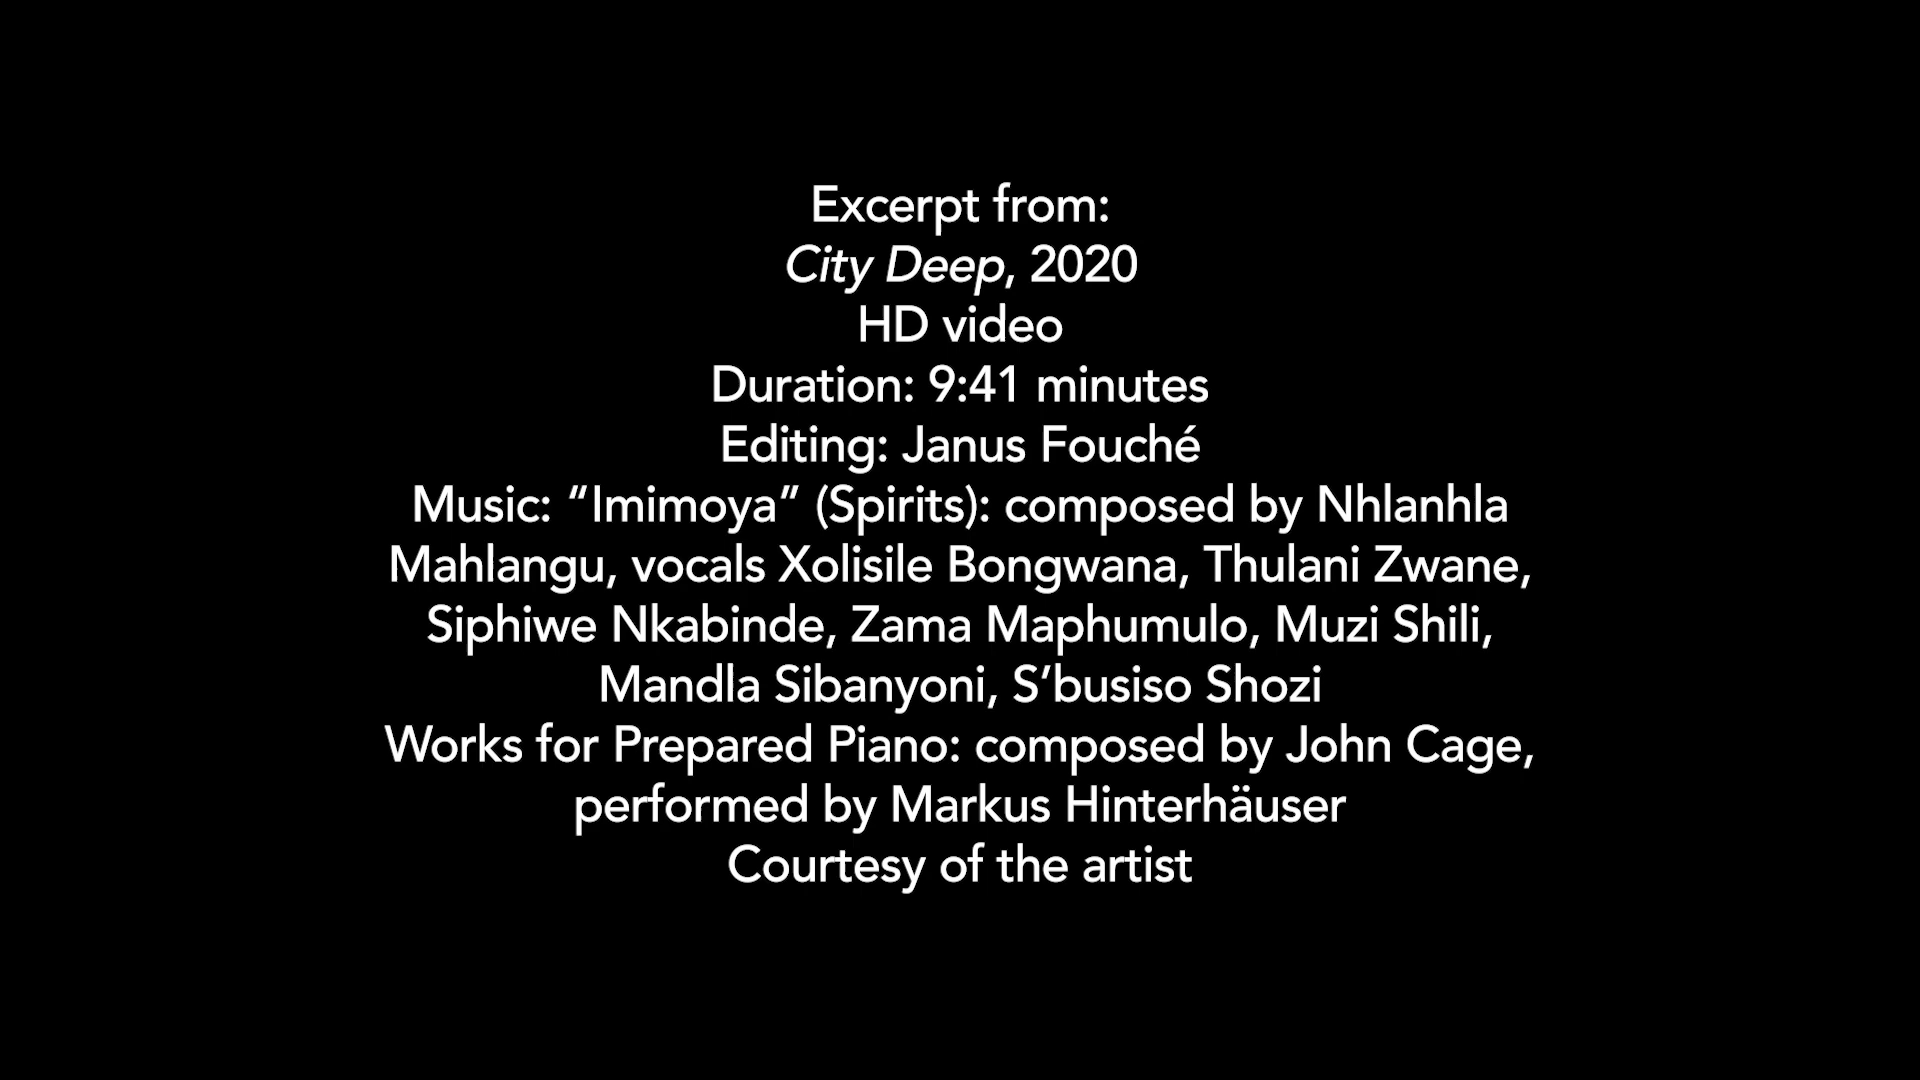 Excerpt from:
City Deep, 2020
HD video
Duration: 9:41 minutes
Editing: Janus Fouché
Music: “Imimoya” (Spirits): composed by Nhlanhla
Mahlangu, vocals Xolisile Bongwana, Thulani Zwane,
Siphiwe Nkabinde, Zama Maphumulo, Muzi Shili,
Mandla Sibanyoni, S’busiso Shozi
Works for Prepared Piano: composed by John Cage,
performed by Markus Hinterhäuser
Courtesy of the artist